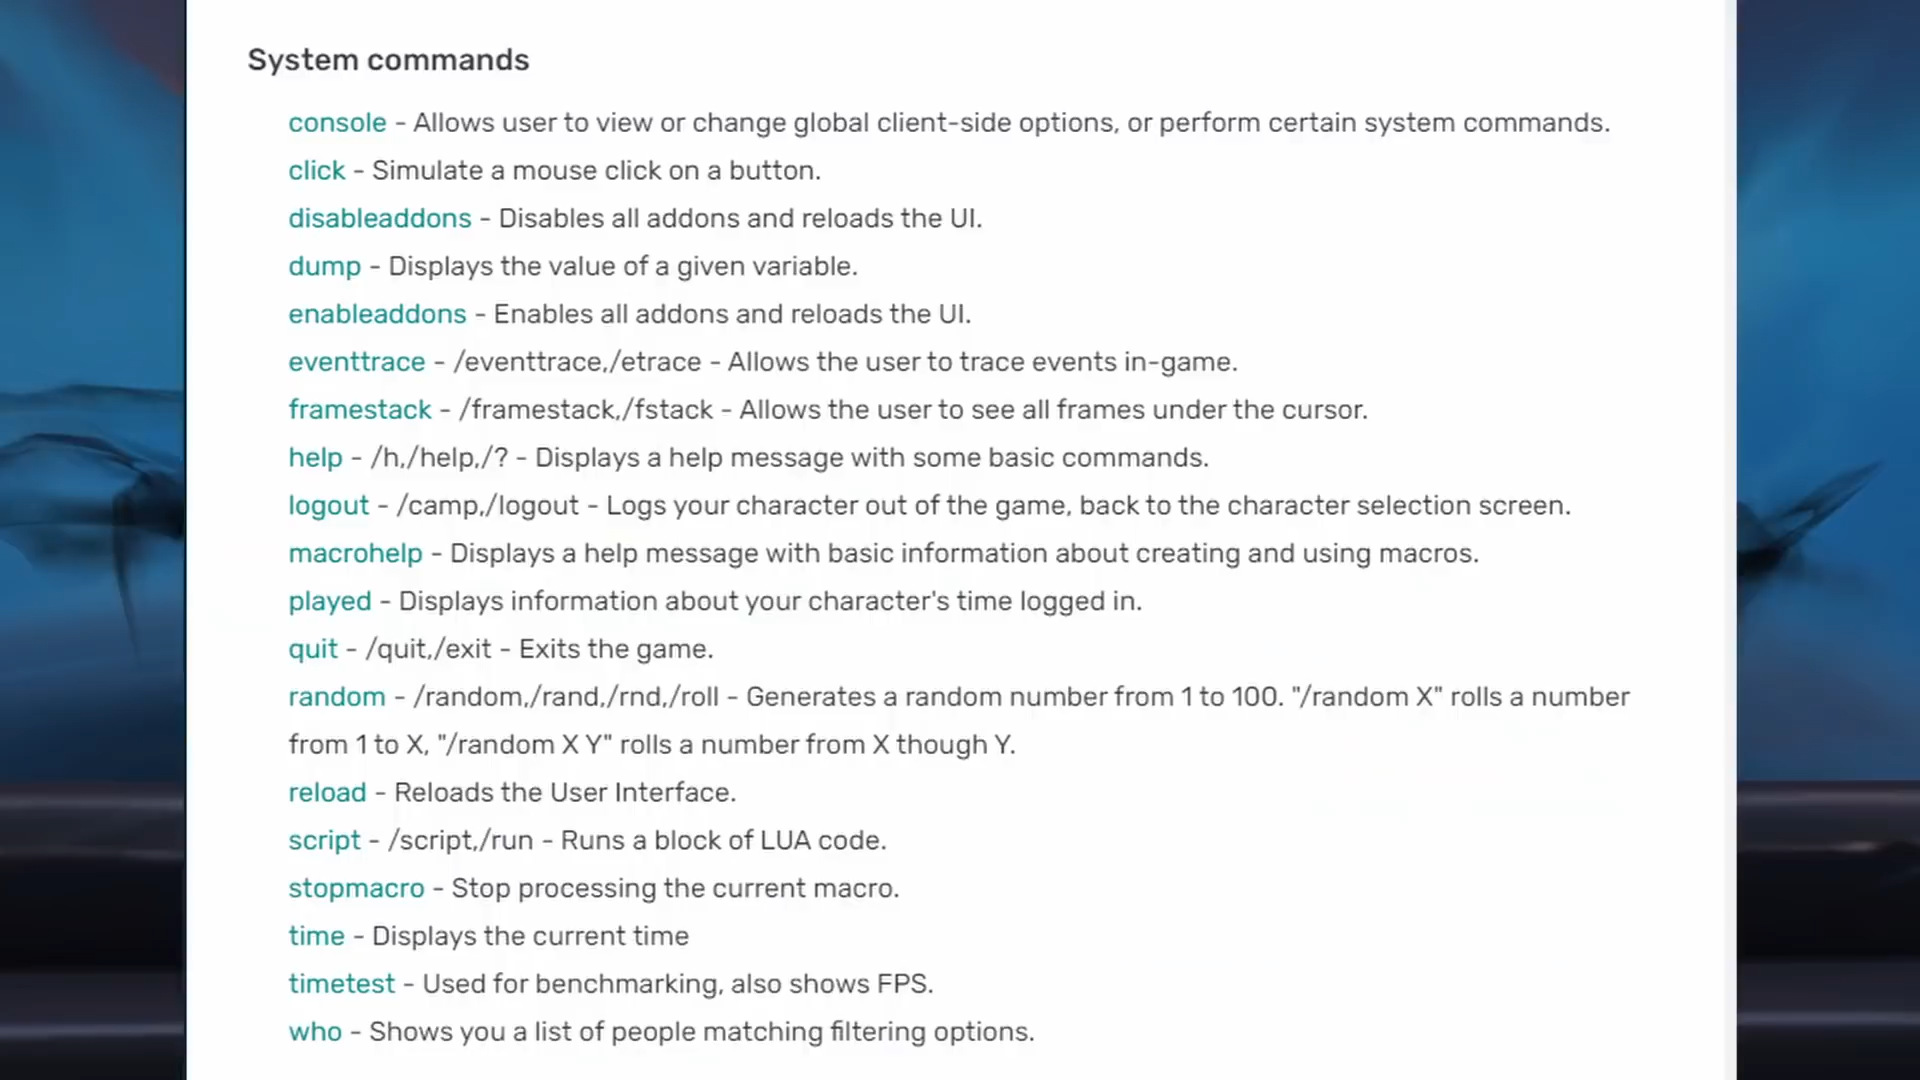 System commands
console - Allows user to view or change global client-side options, or perform certain system commands.
click - Simulate a mouse click on a button.
disableaddons - Disables all addons and reloads the UI.
dump - Displays the value of a given variable.
enableaddons - Enables all addons and reloads the UI.
eventtrace - /eventtrace,/etrace - Allows the user to trace events in-game.
framestack - /framestack,/fstack - Allows the user to see all frames under the cursor.
help - /h,/help,/? - Displays a help message with some basic commands.
logout - /camp,/logout - Logs your character out of the game, back to the character selection screen.
macrohelp - Displays a help message with basic information about creating and using macros.
played - Displays information about your character's time logged in.
quit - /quit,/exit - Exits the game.
random - /random,/rand,/rnd,/roll - Generates a random number from 1 to 100. "/random X" rolls a number
from 1 to X, "/random X Y" rolls a number from X though Y.
reload - Reloads the User Interface.
script - /script,/run - Runs a block of LUA code.
stopmacro - Stop processing the current macro.
time - Displays the current time
timetest - Used for benchmarking, also shows FPS.
who - Shows you a list of people matching filtering options.